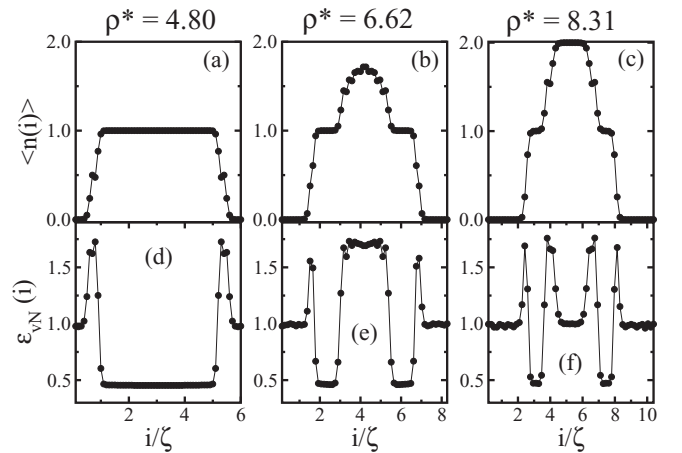 ρ* = 4.80 ρ* = 6.62 ρ* = 8.31
2.0 2.0 2.0
(a) (b) (c)
<n(i)>
1.0 1.0 1.0
0.0 0.0 0.0
ε_vN (i)
1.5 1.5 1.5
(d) (e) (f)
1.0 1.0 1.0
0.5 0.5 0.5
2 4 6 2 4 6 8 2 4 6 8 10
i/ζ i/ζ i/ζ